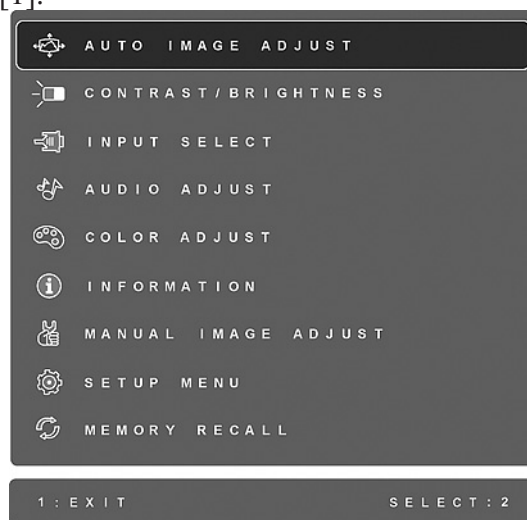 [1].
AUTO IMAGE ADJUST
CONTRAST/BRIGHTNESS
INPUT SELECT
AUDIO ADJUST
COLOR ADJUST
INFORMATION
MANUAL IMAGE ADJUST
SETUP MENU
MEMORY RECALL
1:EXIT SELECT:2